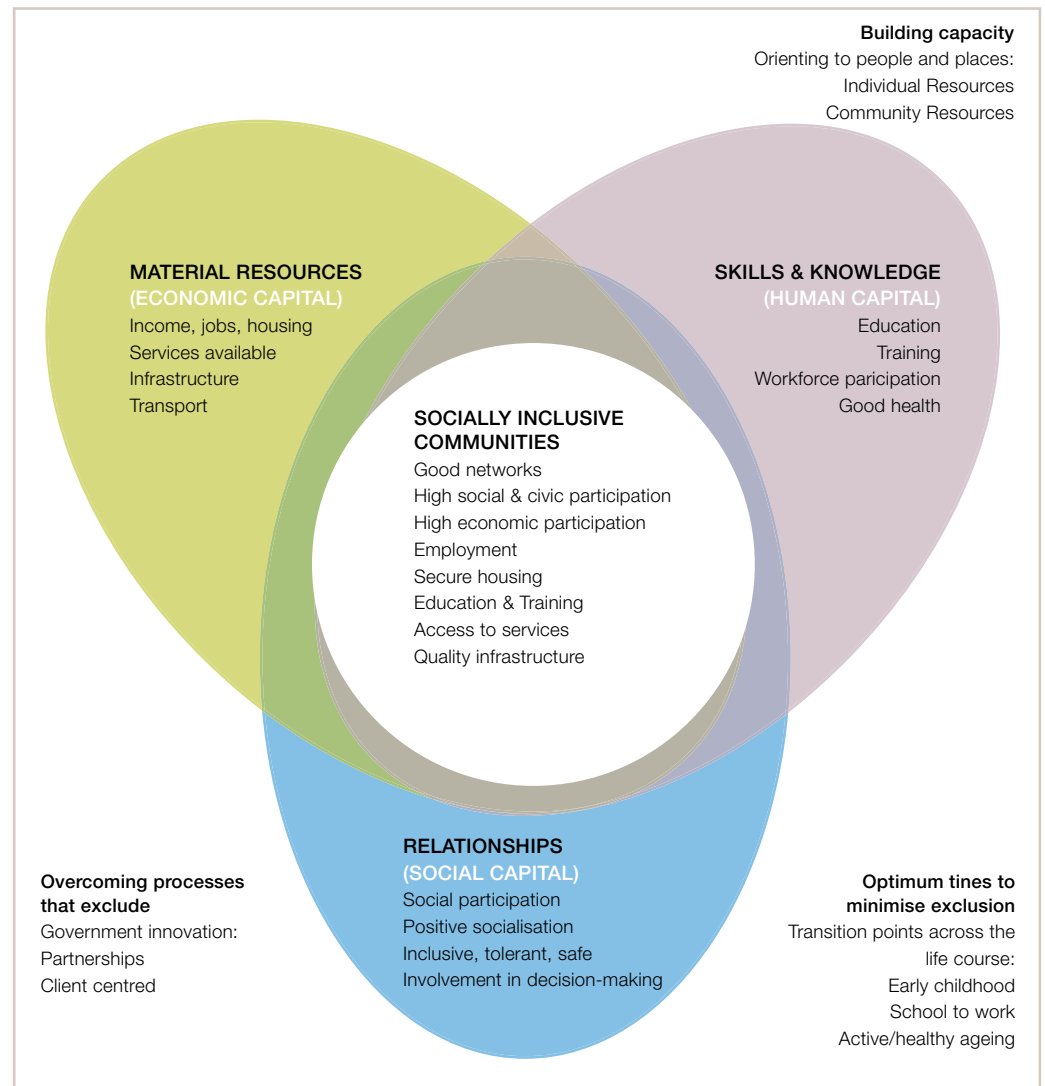 Building capacity
Orienting to people and places:
Individual Resources
Community Resources
MATERIAL RESOURCES
(ECONOMIC CAPITAL)
Income, jobs, housing
Services available
Infrastructure
Transport
SKILLS & KNOWLEDGE
(HUMAN CAPITAL)
Education
Training
Workforce paricipation
Good health
SOCIALLY INCLUSIVE
COMMUNITIES
Good networks
High social & civic participation
High economic participation
Employment
Secure housing
Education & Training
Access to services
Quality infrastructure
RELATIONSHIPS
(SOCIAL CAPITAL)
Social participation
Positive socialisation
Inclusive, tolerant, safe
Involvement in decision-making
Overcoming processes
that exclude
Government innovation:
Partnerships
Client centred
Optimum tines to
minimise exclusion
Transition points across the
life course:
Early childhood
School to work
Active/healthy ageing